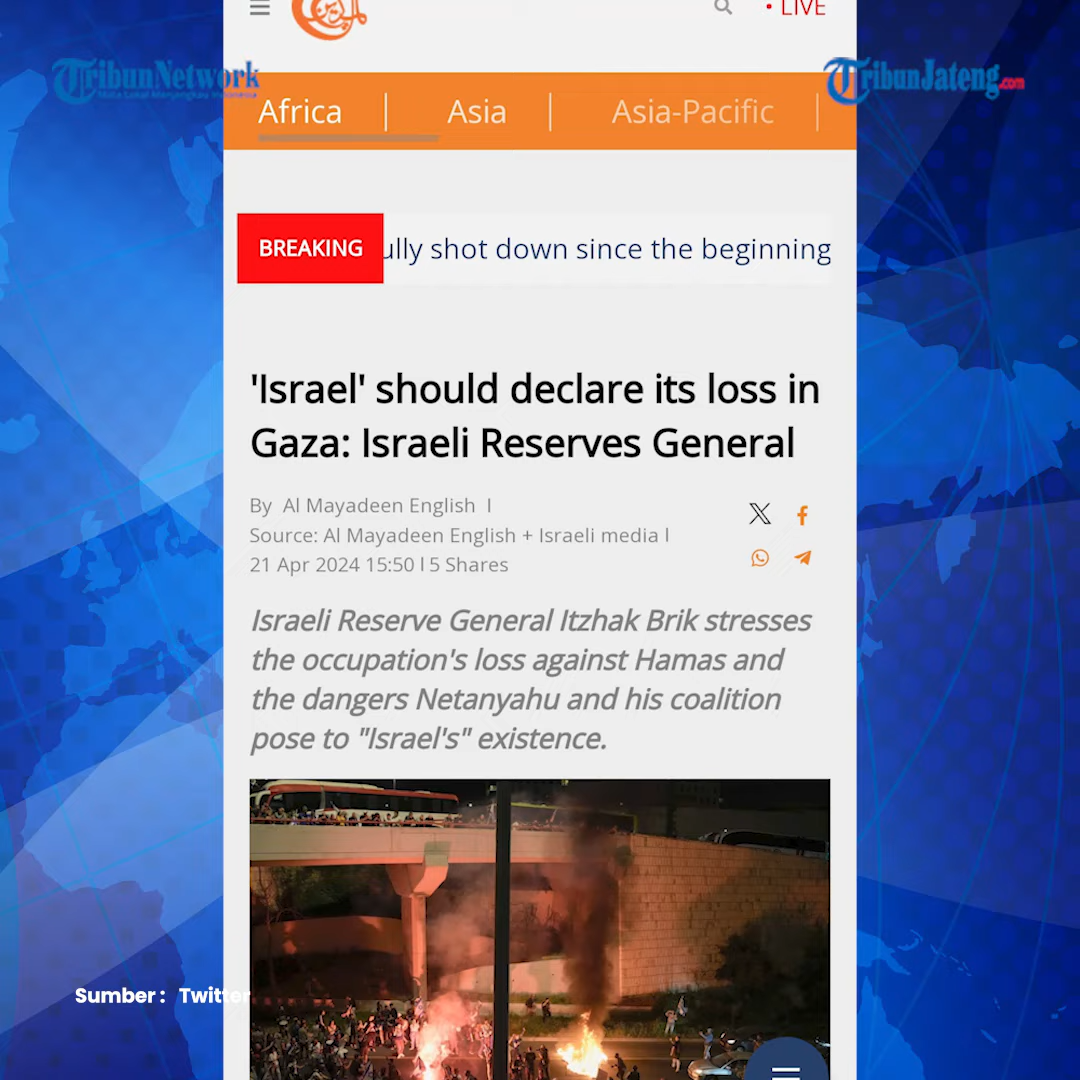 LIVE
TribunNetwork
TribunJateng.com
Africa | Asia | Asia-Pacific |
BREAKING ully shot down since the beginning
'Israel' should declare its loss in
Gaza: Israeli Reserves General
By Al Mayadeen English |
Source: Al Mayadeen English + Israeli media |
21 Apr 2024 15:50 | 5 Shares
Israeli Reserve General Itzhak Brik stresses
the occupation's loss against Hamas and
the dangers Netanyahu and his coalition
pose to "Israel's" existence.
Sumber : Twitter